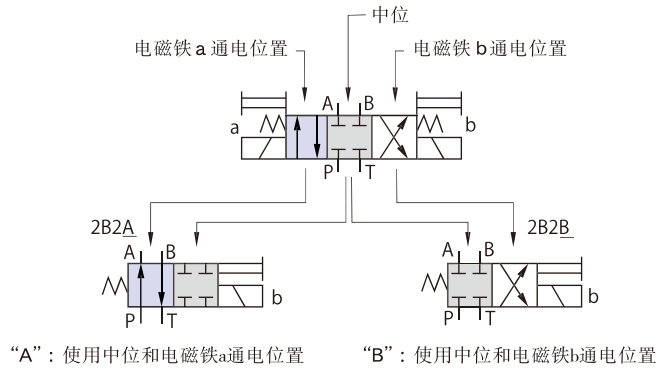 中位
电磁铁a通电位置
电磁铁b通电位置
A B
a
b
P T
2B2A
2B2B
A B
A B
b
b
P T
P T
“A”：使用中位和电磁铁a通电位置
“B”：使用中位和电磁铁b通电位置